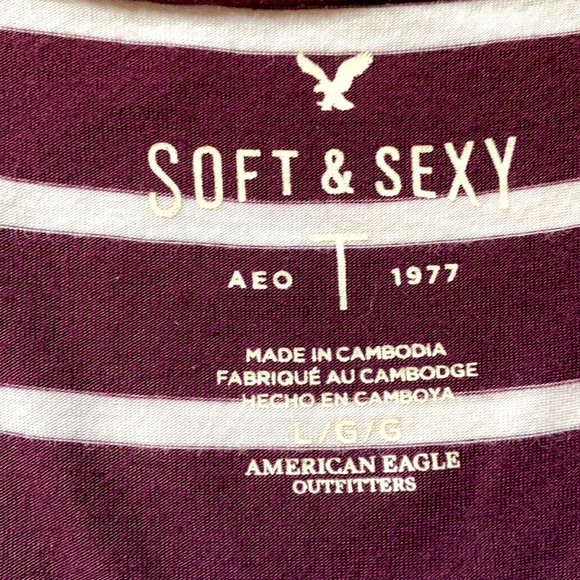 SOFT & SEXY
T
AEO 1977
MADE IN CAMBODIA
FABRIQUÉ AU CAMBODGE
HECHO EN CAMBOYA
L/G/G
AMERICAN EAGLE
OUTFITTERS